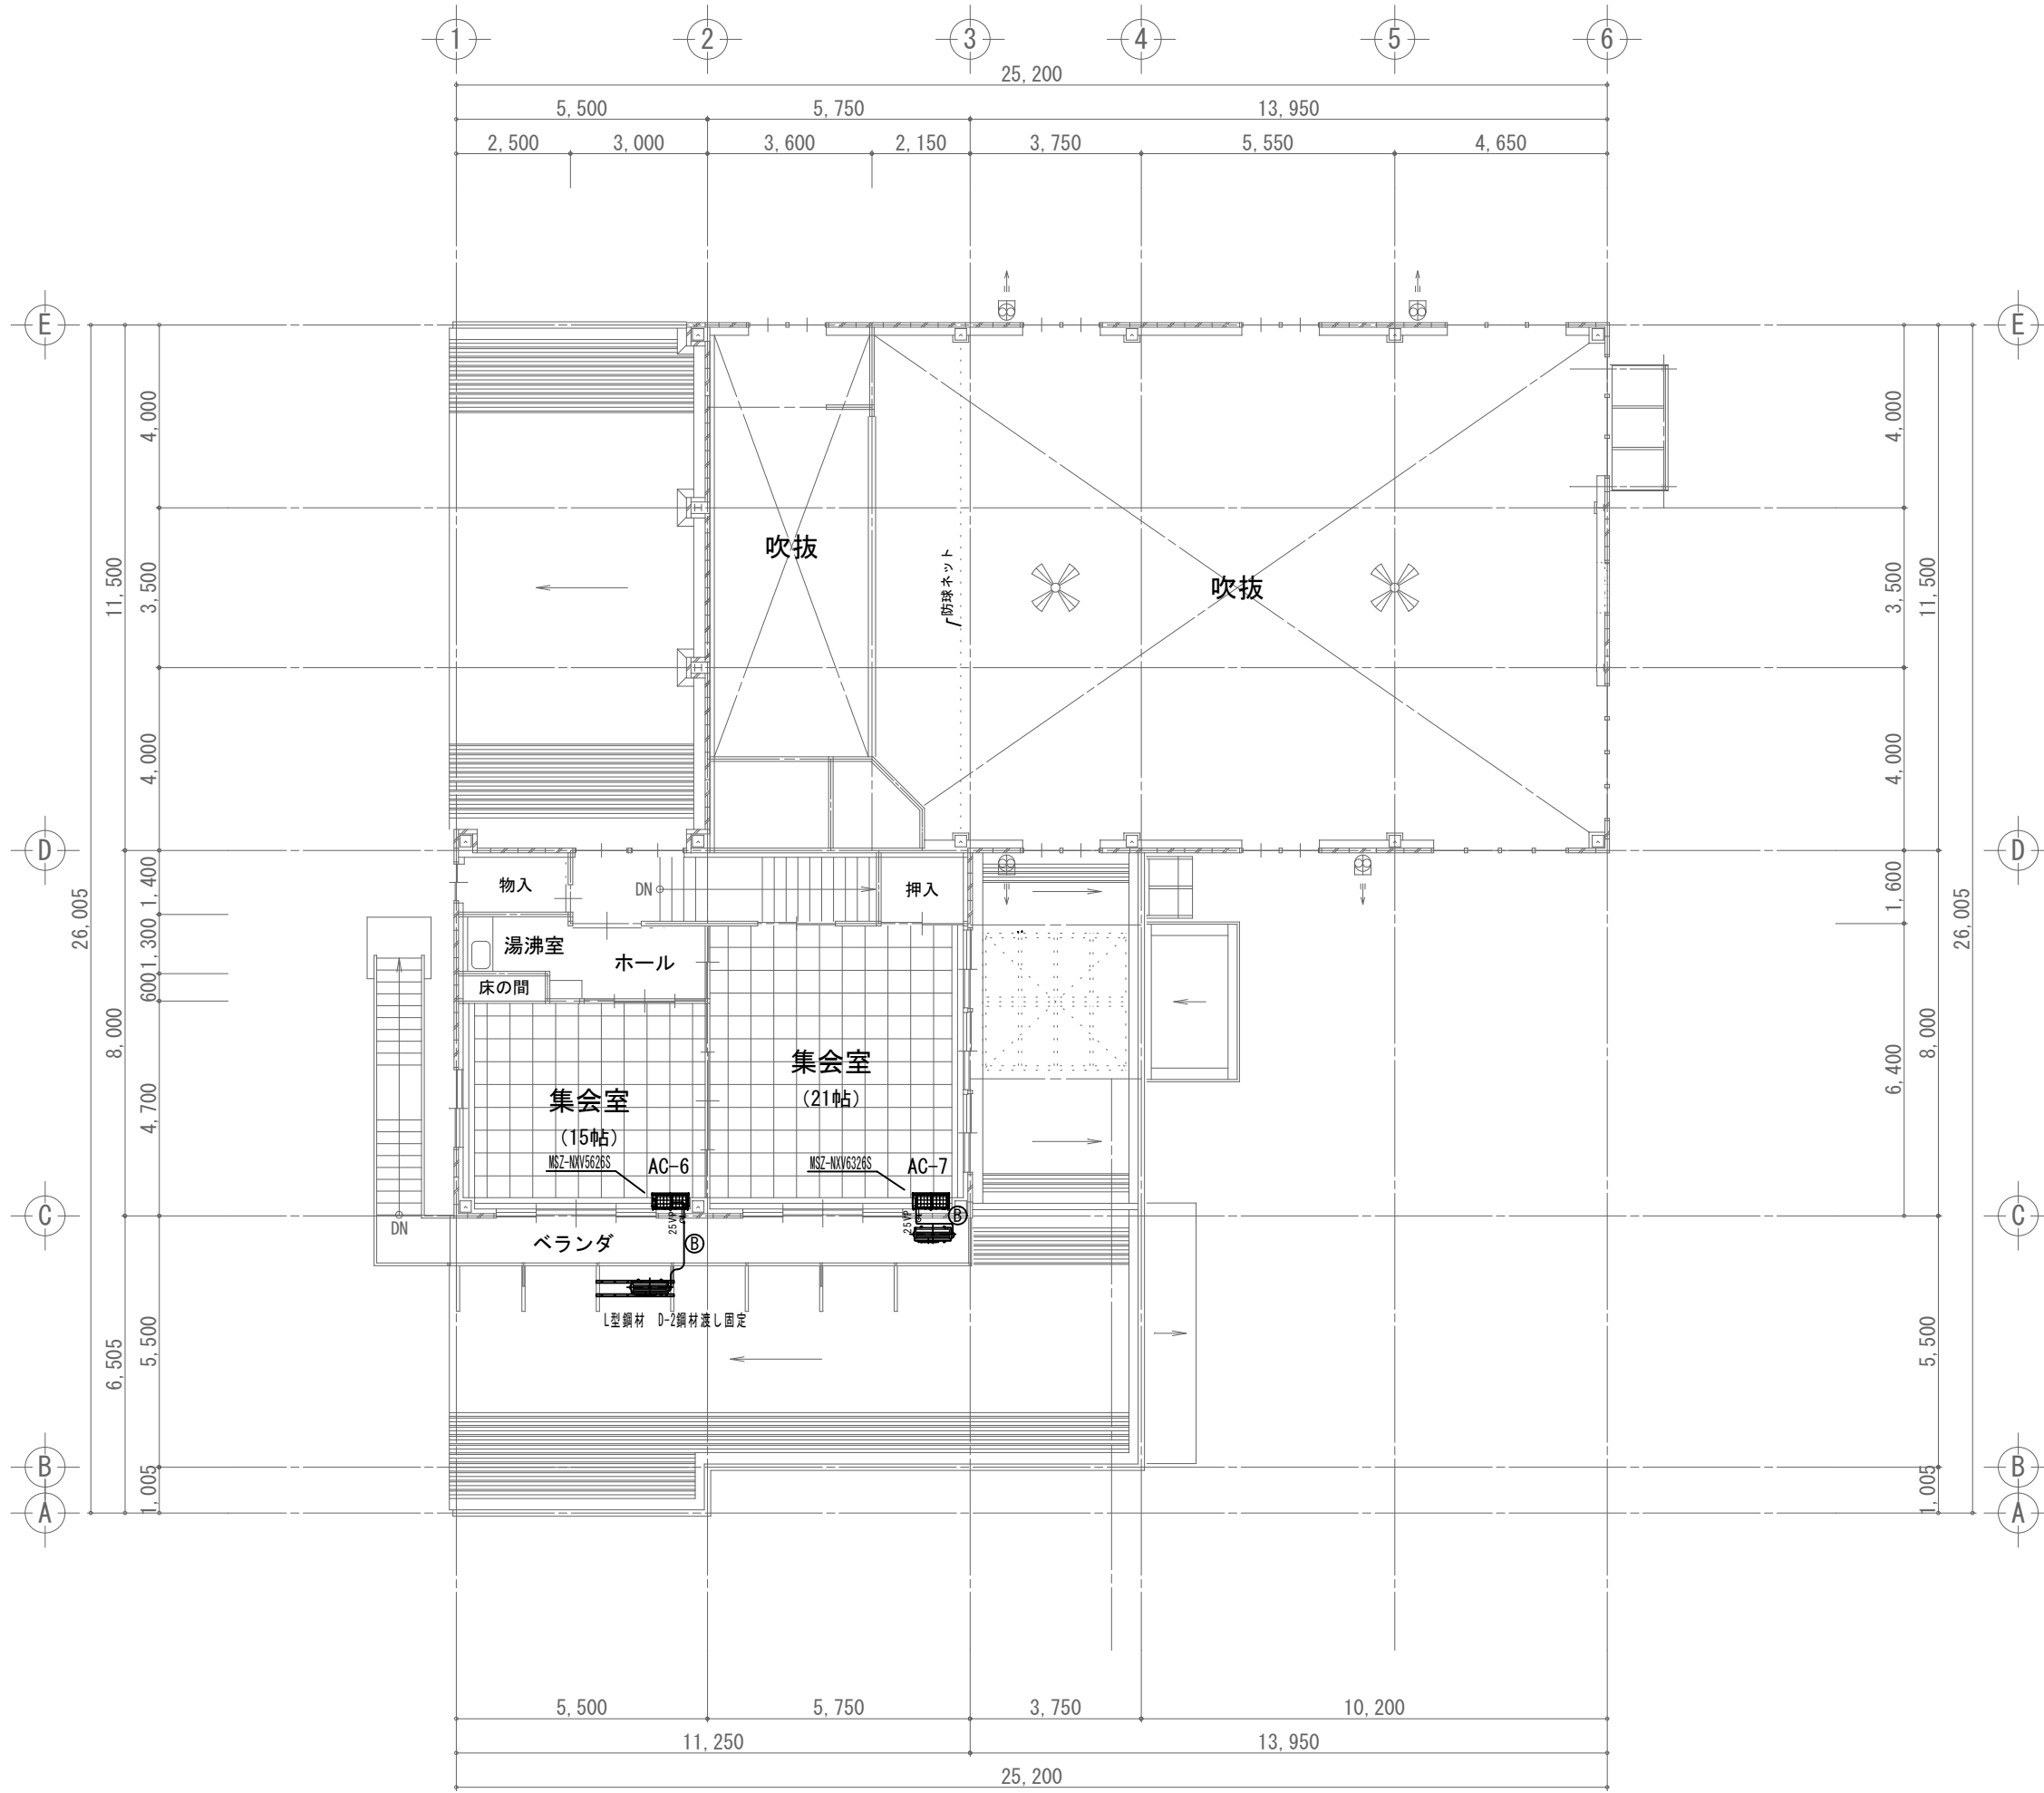 1 2 3 4 5 6
25,200
5,500 5,750 13,950
2,500 3,000 3,600 2,150 3,750 5,550 4,650
E E
4,000 4,000
11,500 3,500 吹抜 防球ネット 吹抜 3,500 11,500
4,000 4,000
D D
26,005 1,400 物入 DN 押入 1,600 26,005
1,300 湯沸室 ホール
600 床の間
8,000 4,700 集会室 集会室 6,400 8,000
(15帖) (21帖)
MSZ-NXV5626S AC-6 MSZ-NXV6326S AC-7
C DN 25VP B 25VP B C
ベランダ
L型鋼材 D-2鋼材渡し固定
6,505 5,500 5,500
B B
1,005 1,005
A A
5,500 5,750 3,750 10,200
11,250 13,950
25,200